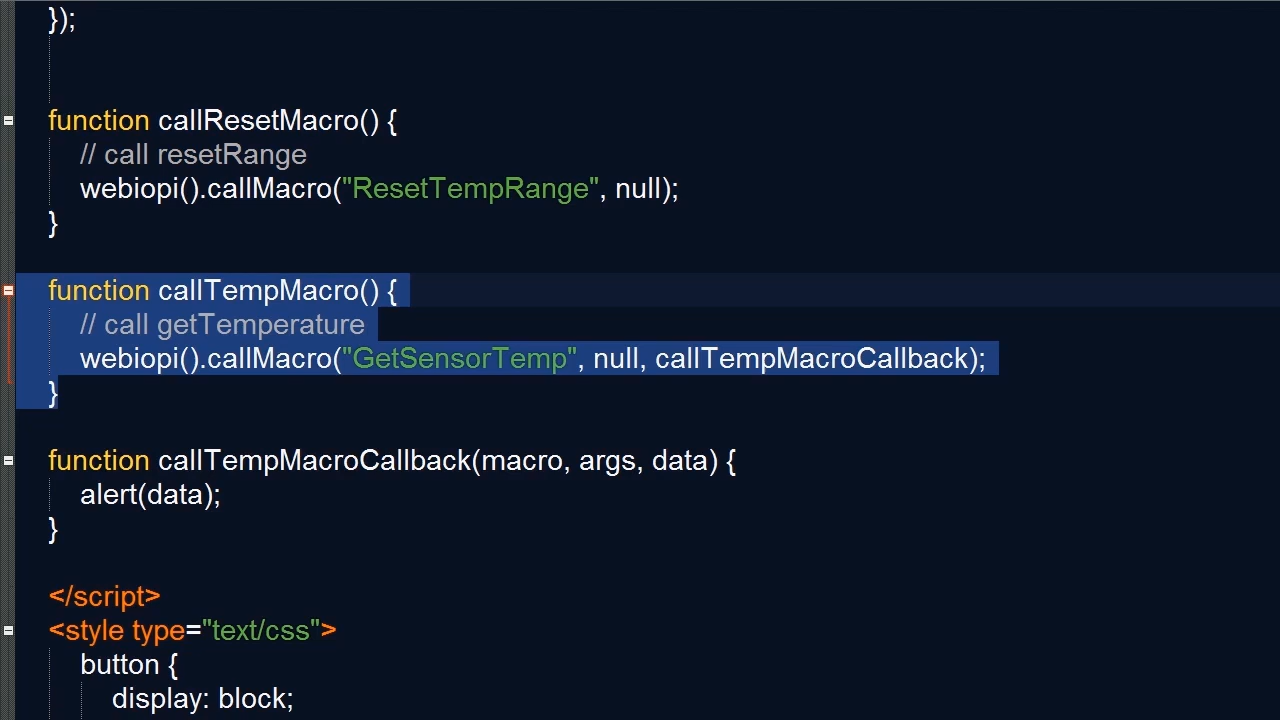 });
function callResetMacro() {
// call resetRange
webiopi().callMacro("ResetTempRange", null);
}
function callTempMacro() {
// call getTemperature
webiopi().callMacro("GetSensorTemp", null, callTempMacroCallback);
}
function callTempMacroCallback(macro, args, data) {
alert(data);
}
</script>
<style type="text/css">
button {
display: block;